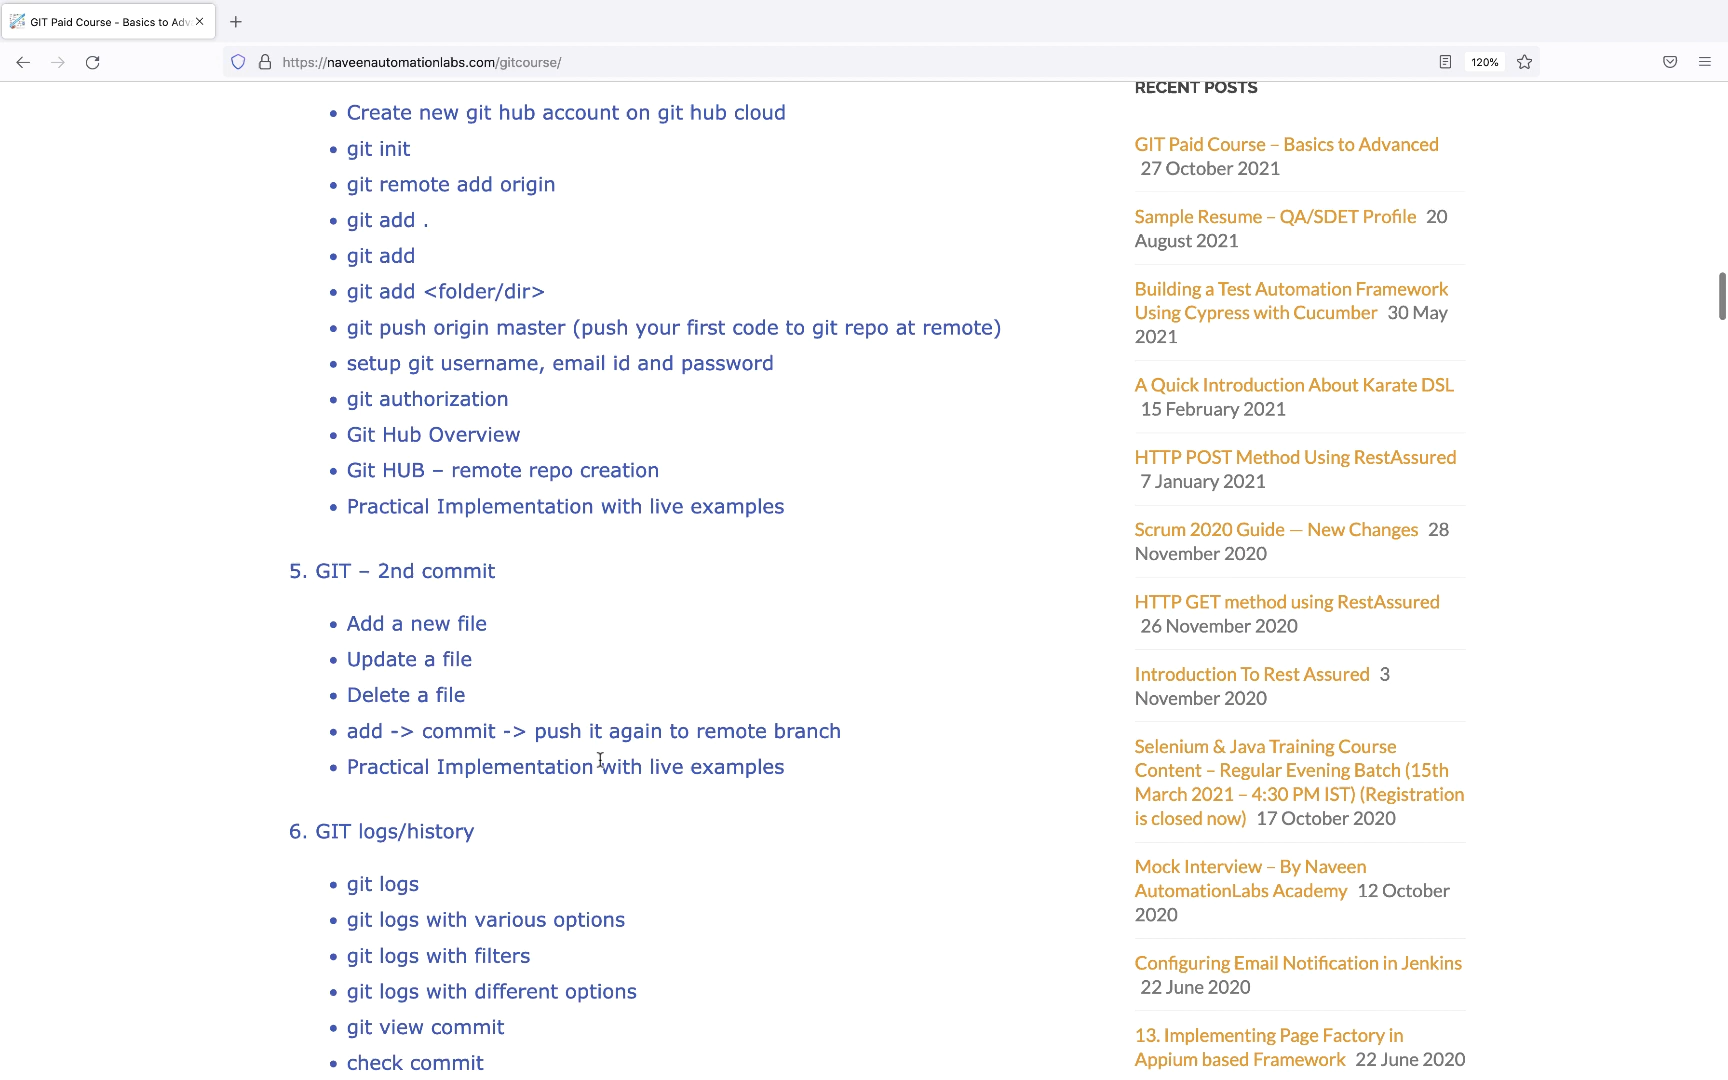 GIT Paid Course - Basics to Adv
https://naveenautomationlabs.com/gitcourse/
120%
• Create new git hub account on git hub cloud
• git init
• git remote add origin
• git add .
• git add
• git add <folder/dir>
• git push origin master (push your first code to git repo at remote)
• setup git username, email id and password
• git authorization
• Git Hub Overview
• Git HUB – remote repo creation
• Practical Implementation with live examples
5. GIT – 2nd commit
• Add a new file
• Update a file
• Delete a file
• add -> commit -> push it again to remote branch
• Practical Implementation with live examples
6. GIT logs/history
• git logs
• git logs with various options
• git logs with filters
• git logs with different options
• git view commit
• check commit
RECENT POSTS
GIT Paid Course – Basics to Advanced
27 October 2021
Sample Resume – QA/SDET Profile 20
August 2021
Building a Test Automation Framework
Using Cypress with Cucumber 30 May
2021
A Quick Introduction About Karate DSL
15 February 2021
HTTP POST Method Using RestAssured
7 January 2021
Scrum 2020 Guide — New Changes 28
November 2020
HTTP GET method using RestAssured
26 November 2020
Introduction To Rest Assured 3
November 2020
Selenium & Java Training Course
Content – Regular Evening Batch (15th
March 2021 – 4:30 PM IST) (Registration
is closed now) 17 October 2020
Mock Interview – By Naveen
AutomationLabs Academy 12 October
2020
Configuring Email Notification in Jenkins
22 June 2020
13. Implementing Page Factory in
Appium based Framework 22 June 2020